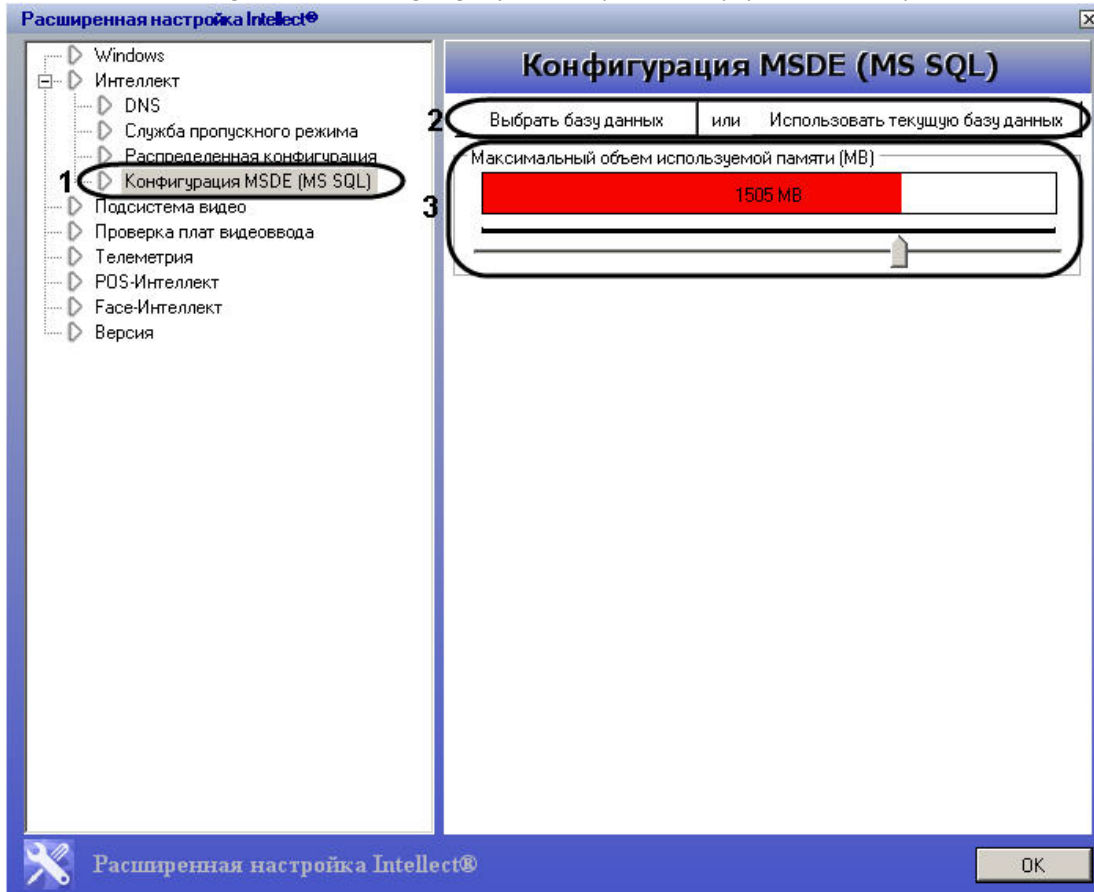 Расширенная настройка Intellect®
Windows
Интеллект
DNS
Служба пропускного режима
Распределенная конфигурация
1
Конфигурация MSDE (MS SQL)
Подсистема видео
Проверка плат видеоввода
Телеметрия
POS-Интеллект
Face-Интеллект
Версия
Конфигурация MSDE (MS SQL)
2
Выбрать базу данных или Использовать текущую базу данных
Максимальный объем используемой памяти (MB)
3
1505 MB
Расширенная настройка Intellect®
OK